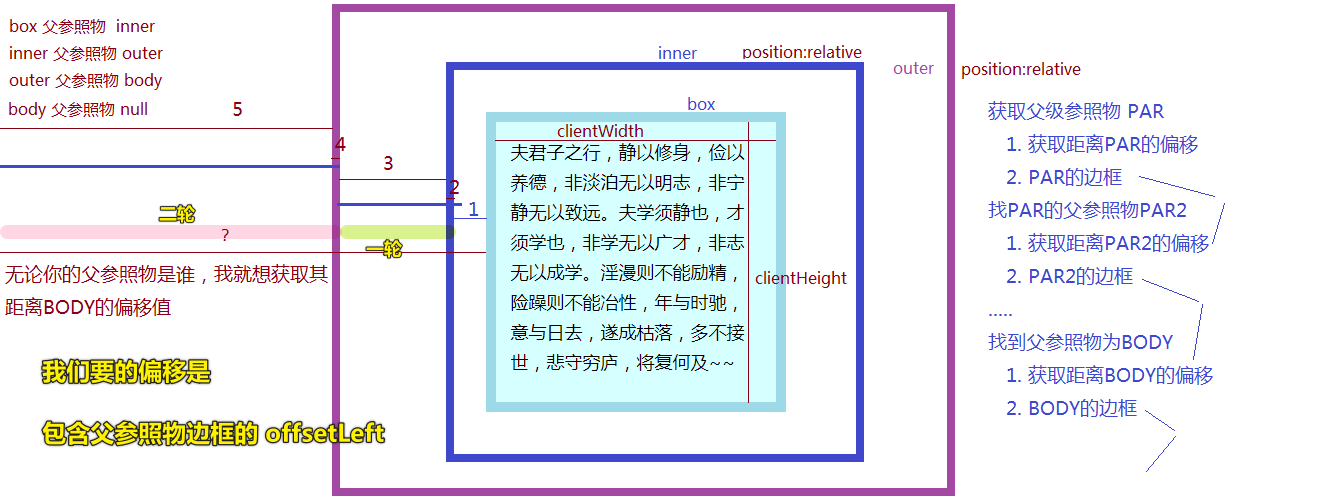 box 父参照物 inner
inner 父参照物 outer
outer 父参照物 body
body 父参照物 null
5
4
3
2
1
二轮
?
一轮
无论你的父参照物是谁，我就想获取其
距离BODY的偏移值
我们要的偏移是
包含父参照物边框的 offsetLeft
inner
position:relative
outer
position:relative
box
clientWidth
夫君子之行，静以修身，俭以
养德，非淡泊无以明志，非宁
静无以致远。夫学须静也，才
须学也，非学无以广才，非志
无以成学。淫漫则不能励精，
险躁则不能冶性，年与时驰，
意与日去，遂成枯落，多不接
世，悲守穷庐，将复何及~~
clientHeight
获取父级参照物 PAR
1. 获取距离PAR的偏移
2. PAR的边框
找PAR的父参照物PAR2
1. 获取距离PAR2的偏移
2. PAR2的边框
.....
找到父参照物为BODY
1. 获取距离BODY的偏移
2. BODY的边框